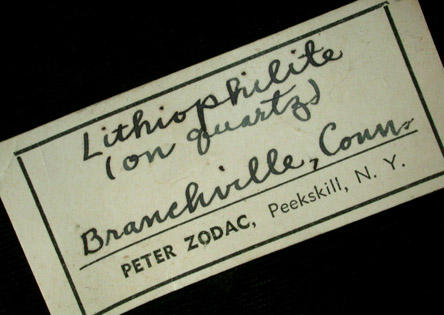 Lithiophilite
(on quartz)
Branchville, Conn.
PETER ZODAC, Peekskill, N. Y.